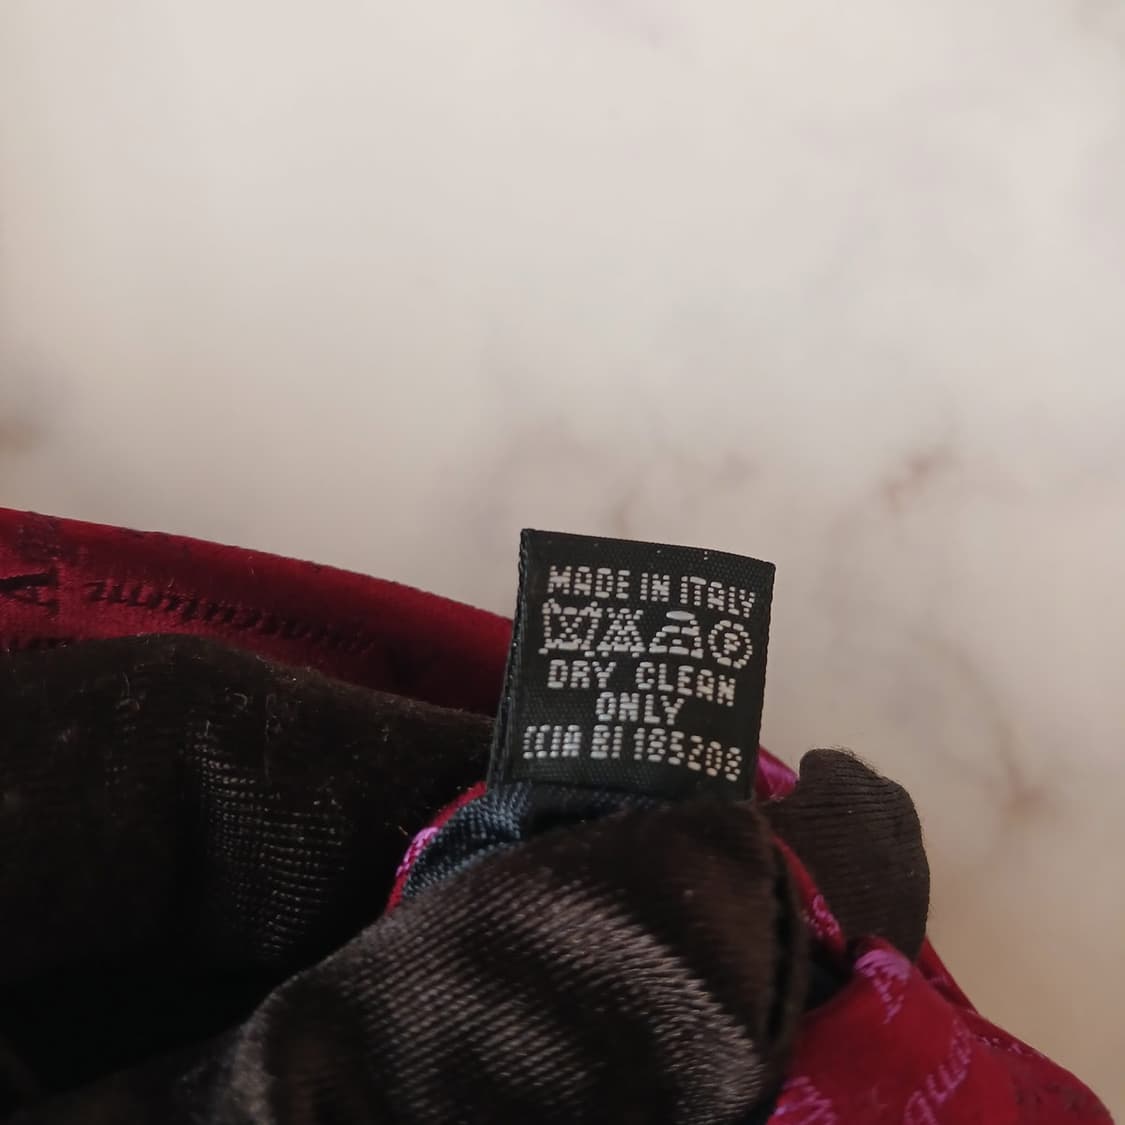 MADE IN ITALY
P
DRY CLEAN
ONLY
CCIA BI 185208